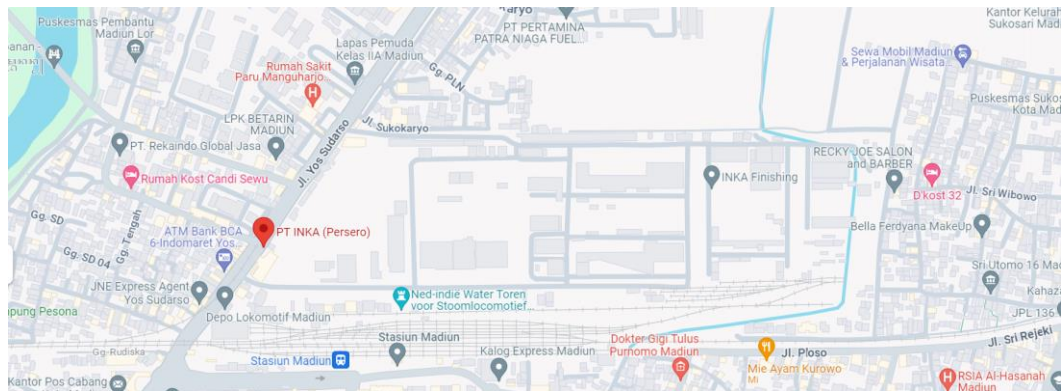 Puskesmas Pembantu
Madiun Lor
Lapas Pemuda
Kelas IIA Madiun
Karyo
PT PERTAMINA
PATRA NIAGA FUEL...
Kantor Kelurah
Sukosari Mad
Sewa Mobil Madiun
& Perjalanan Wisata...
Rumah Sakit
Paru Manguharjo
Gg. PLN
Puskesmas Suko
Kota Mad
LPK BETARIN
MADIUN
Jl. Sukokaryo
PT. Rekaindo Global Jasa
Jl. Yos Sudarso
RECKY JOE SALON
and BARBER
Rumah Kost Candi Sewu
INKA Finishing
D'kost 32
Jl. Sri Wibowo
Gg. SD
Gg. Tengah
ATM Bank BCA
6-Indomaret Yos...
PT INKA (Persero)
Bella Ferdyana MakeUp
Gg. SD 04
Sri Utomo 16 Mad
JNE Express Agent
Yos Sudarso
Ned-indië Water Toren
voor Stoomlocomotief...
Kahaza
pung Pesona
Depo Lokomotif Madiun
JPL 136
Gg. Rudiska
Stasiun Madiun
Stasiun Madiun
Kalog Express Madiun
Dokter Gigi Tulus
Purnomo Madiun
Jl. Ploso
Jl. Sri Rejeki
Mie Ayam Kurowo
Mi
Kantor Pos Cabang
RSIA Al-Hasanah
Madiun